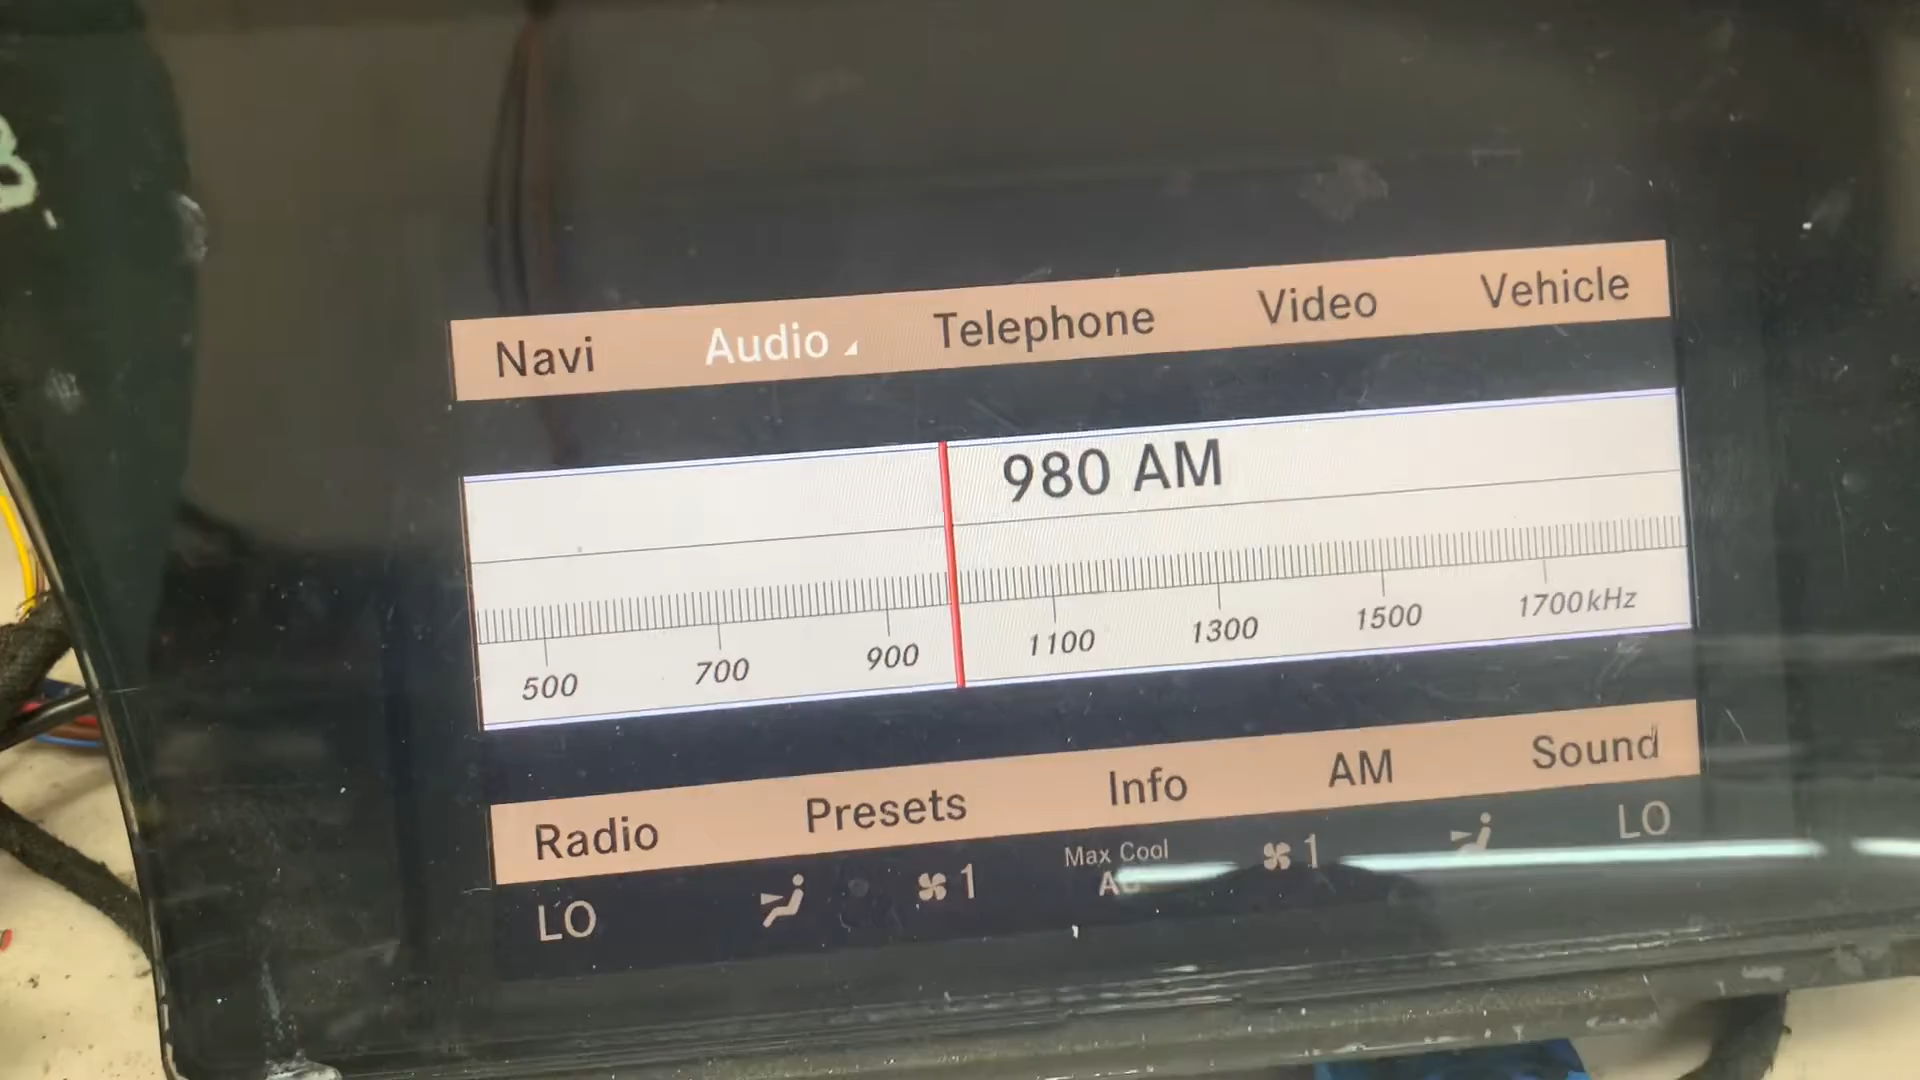 Navi Audio Telephone Video Vehicle
980 AM
500 700 900 1100 1300 1500 1700kHz
Radio Presets Info AM Sound
LO 1 Max Cool 1 LO
AC